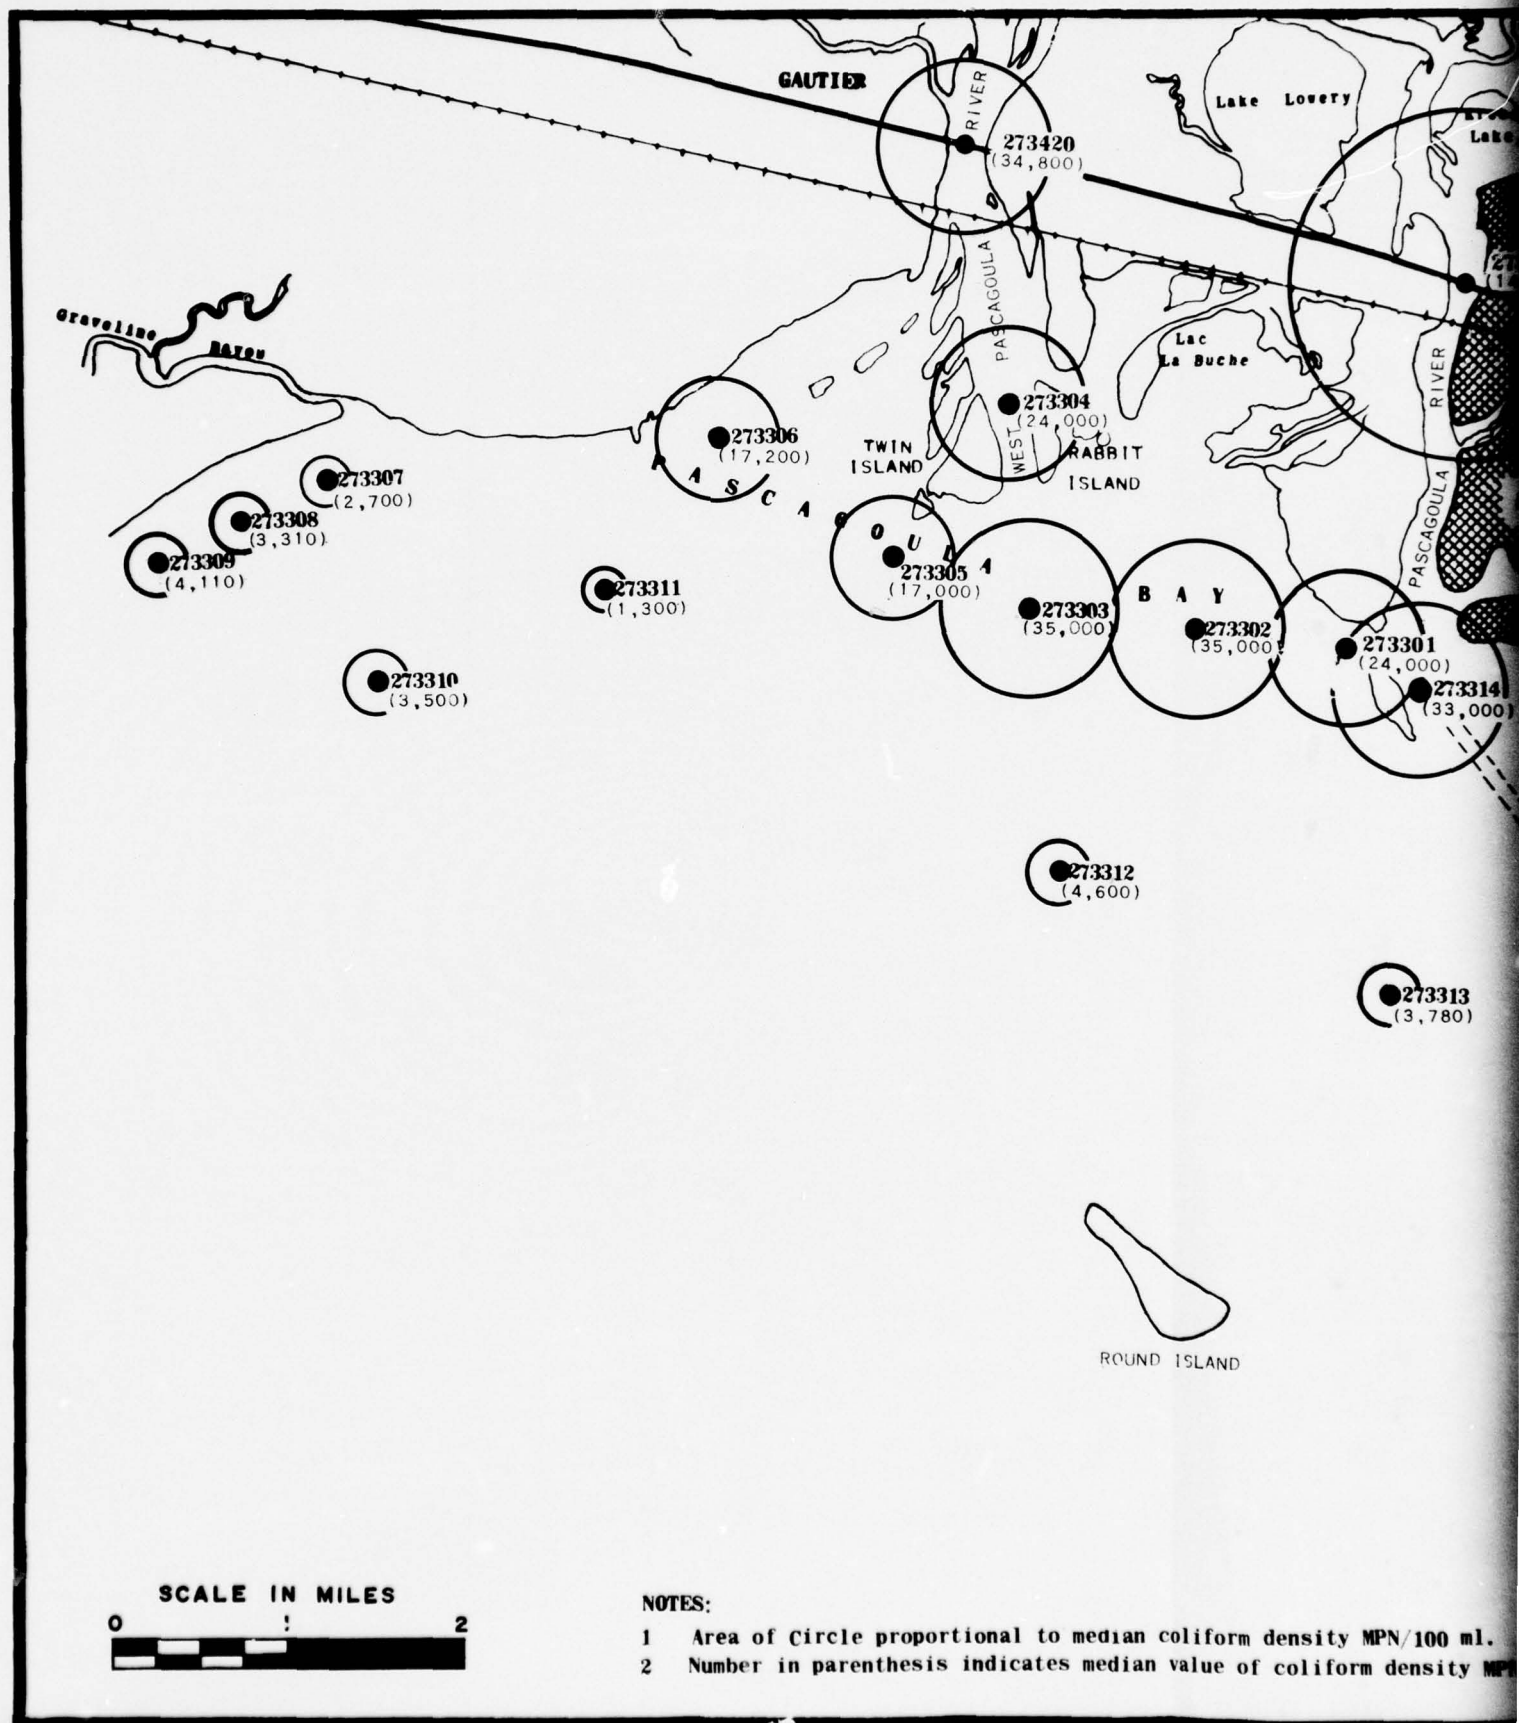 GAUTIER
RIVER
Lake Lowery
Lake
273420
(34,800)
PASCAGOULA
Graveline
Bayou
Lac
La Buche
RIVER
273304
(24,000)
WEST
273306
(17,200)
TWIN
ISLAND
RABBIT
ISLAND
PASCAGOULA
273307
(2,700)
PASCAGOULA
BAY
273308
(3,310)
273309
(4,110)
273305
(17,000)
273311
(1,300)
273303
(35,000)
273302
(35,000)
273301
(24,000)
273310
(3,500)
273314
(33,000)
273312
(4,600)
273313
(3,780)
ROUND ISLAND
SCALE IN MILES
0 1 2
NOTES:
1 Area of Circle proportional to median coliform density MPN/100 ml.
2 Number in parenthesis indicates median value of coliform density